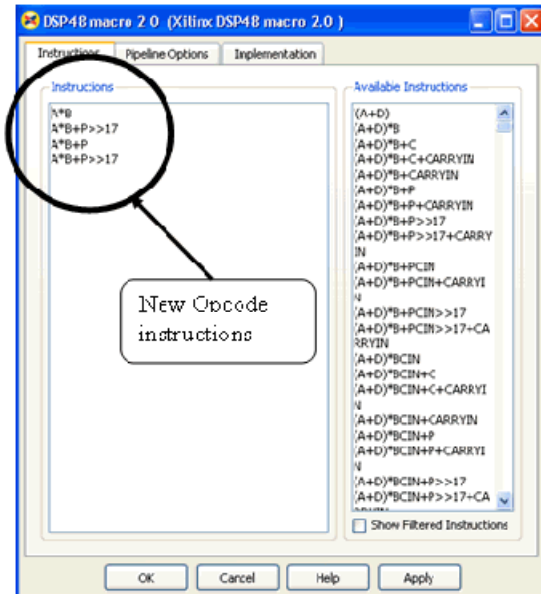 DSP48 macro 2 0 (Xilinx DSP48 macro 2.0 )
Instructions Pipeline Options Implementation
Instructions
A*B
A*B+P>>17
A*B+P
A*B+P>>17
New Opcode
instructions
Available Instructions
(A+D)
(A+D)*B
(A+D)*B+C
(A+D)*B+C+CARRYIN
(A+D)*B+CARRYIN
(A+D)*B+P
(A+D)*B+P+CARRYIN
(A+D)*B+P>>17
(A+D)*B+P>>17+CARRY
IN
(A+D)*B+PCIN
(A+D)*B+PCIN+CARRYI
N
(A+D)*B+PCIN>>17
(A+D)*B+PCIN>>17+CA
RRYIN
(A+D)*BCIN
(A+D)*BCIN+C
(A+D)*BCIN+C+CARRYI
N
(A+D)*BCIN+CARRYIN
(A+D)*BCIN+P
(A+D)*BCIN+P+CARRYI
N
(A+D)*BCIN+P>>17
(A+D)*BCIN+P>>17+CA
Show Filtered Instructions
OK Cancel Help Apply